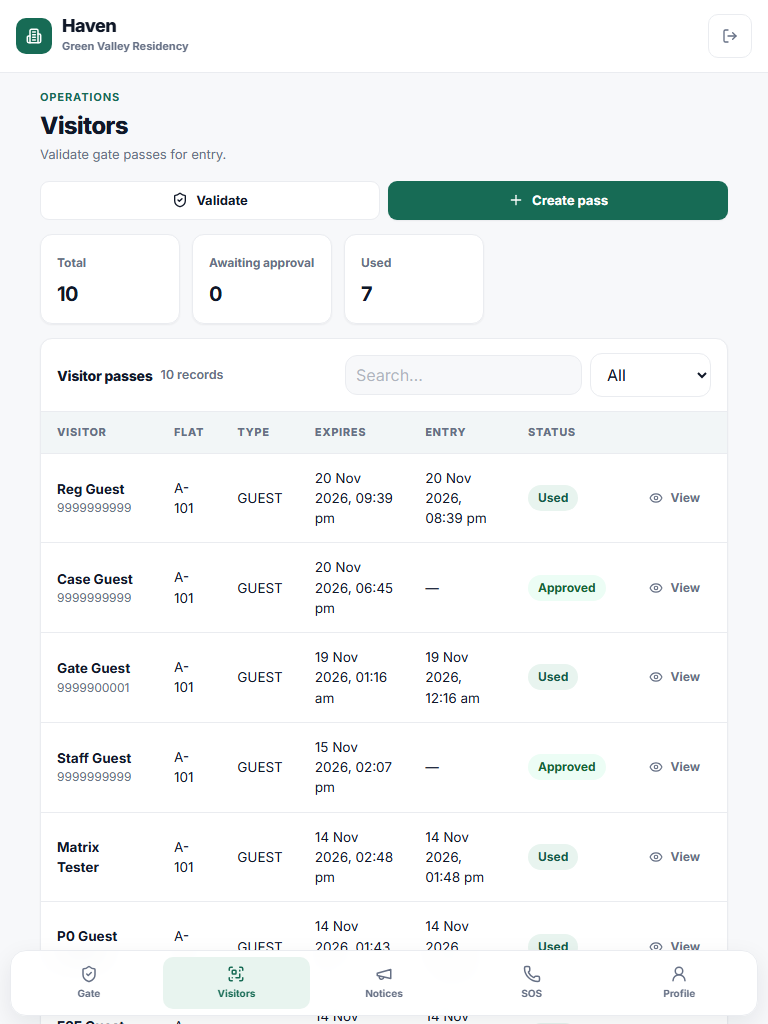 Haven
Green Valley Residency
OPERATIONS
Visitors
Validate gate passes for entry.
Validate
Create pass
Total
10
Awaiting approval
0
Used
7
Visitor passes 10 records
Search...
All
VISITOR FLAT TYPE EXPIRES ENTRY STATUS
Reg Guest
9999999999
A-
101
GUEST
20 Nov
2026, 09:39
pm
20 Nov
2026,
08:39 pm
Used
View
Case Guest
9999999999
A-
101
GUEST
20 Nov
2026, 06:45
pm
—
Approved
View
Gate Guest
9999900001
A-
101
GUEST
19 Nov
2026, 01:16
am
19 Nov
2026,
12:16 am
Used
View
Staff Guest
9999999999
A-
101
GUEST
15 Nov
2026, 02:07
pm
—
Approved
View
Matrix
Tester
A-
101
GUEST
14 Nov
2026, 02:48
pm
14 Nov
2026,
01:48 pm
Used
View
P0 Guest
A-
GUEST
14 Nov
2026, 01:43
14 Nov
2026,
Used
View
Gate
Visitors
Notices
SOS
Profile
14 Nov
14 Nov